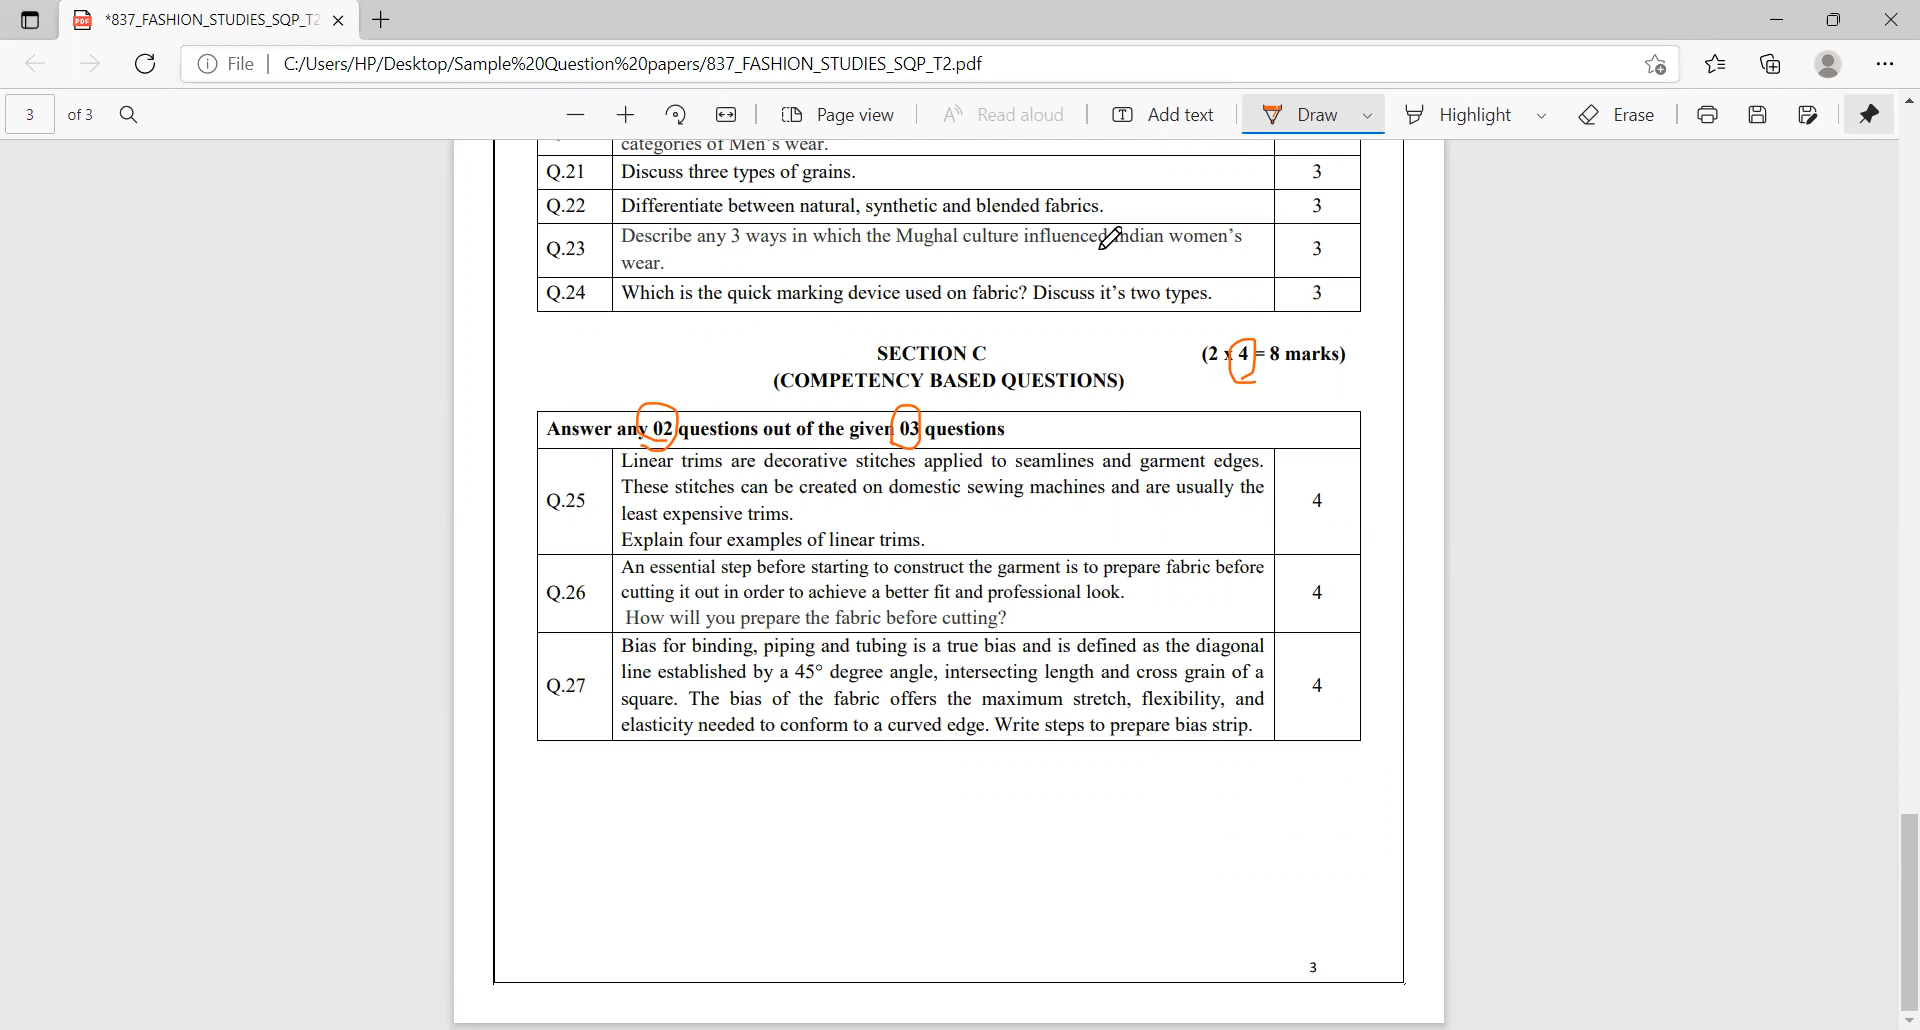 *837_FASHION_STUDIES_SQP_T2
File C:/Users/HP/Desktop/Sample%20Question%20papers/837_FASHION_STUDIES_SQP_T2.pdf
3 of 3 Page view Read aloud Add text Draw Highlight Erase
categories of Men's wear.
Q.21 Discuss three types of grains. 3
Q.22 Differentiate between natural, synthetic and blended fabrics. 3
Q.23 Describe any 3 ways in which the Mughal culture influenced Indian women's
wear. 3
Q.24 Which is the quick marking device used on fabric? Discuss it's two types. 3
SECTION C (2 x 4 = 8 marks)
(COMPETENCY BASED QUESTIONS)
Answer any 02 questions out of the given 03 questions
Q.25 Linear trims are decorative stitches applied to seamlines and garment edges.
These stitches can be created on domestic sewing machines and are usually the 4
least expensive trims.
Explain four examples of linear trims.
Q.26 An essential step before starting to construct the garment is to prepare fabric before
cutting it out in order to achieve a better fit and professional look. 4
How will you prepare the fabric before cutting?
Q.27 Bias for binding, piping and tubing is a true bias and is defined as the diagonal
line established by a 45° degree angle, intersecting length and cross grain of a 4
square. The bias of the fabric offers the maximum stretch, flexibility, and
elasticity needed to conform to a curved edge. Write steps to prepare bias strip.
3